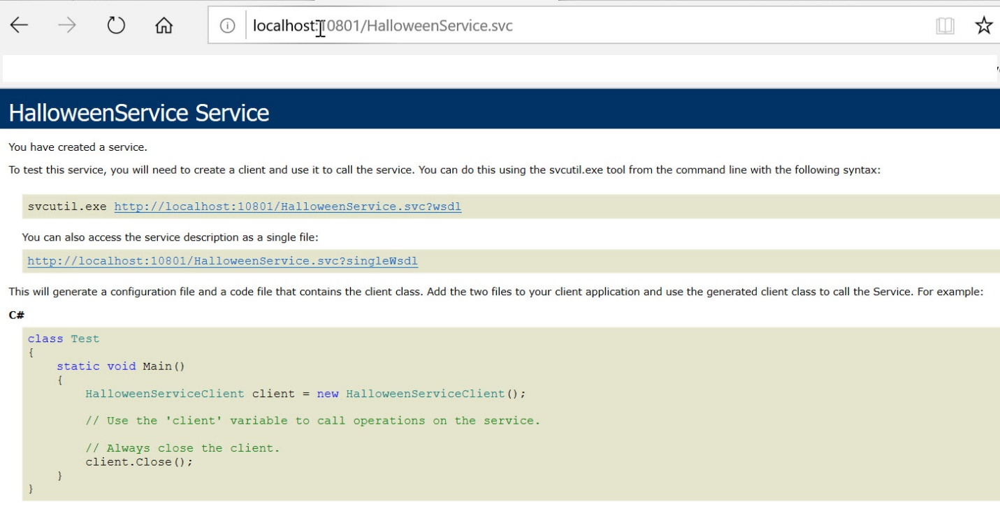 localhost:10801/HalloweenService.svc
HalloweenService Service
You have created a service.
To test this service, you will need to create a client and use it to call the service. You can do this using the svcutil.exe tool from the command line with the following syntax:
svcutil.exe http://localhost:10801/HalloweenService.svc?wsdl
You can also access the service description as a single file:
http://localhost:10801/HalloweenService.svc?singleWsdl
This will generate a configuration file and a code file that contains the client class. Add the two files to your client application and use the generated client class to call the Service. For example:
C#
class Test
{
    static void Main()
    {
        HalloweenServiceClient client = new HalloweenServiceClient();
        // Use the 'client' variable to call operations on the service.
        // Always close the client.
        client.Close();
    }
}